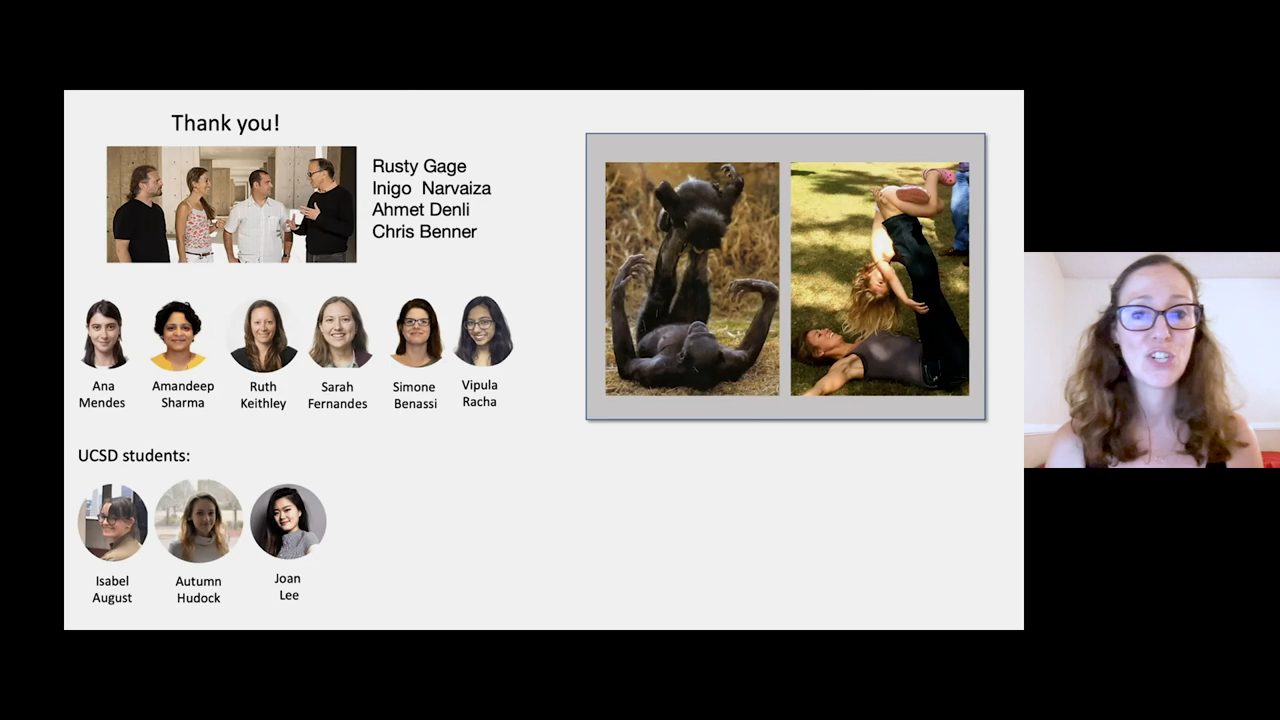 Thank you!
Rusty Gage
Inigo Narvaiza
Ahmet Denli
Chris Benner
Ana
Mendes
Amandeep
Sharma
Ruth
Keithley
Sarah
Fernandes
Simone
Benassi
Vipula
Racha
UCSD students:
Isabel
August
Autumn
Hudock
Joan
Lee